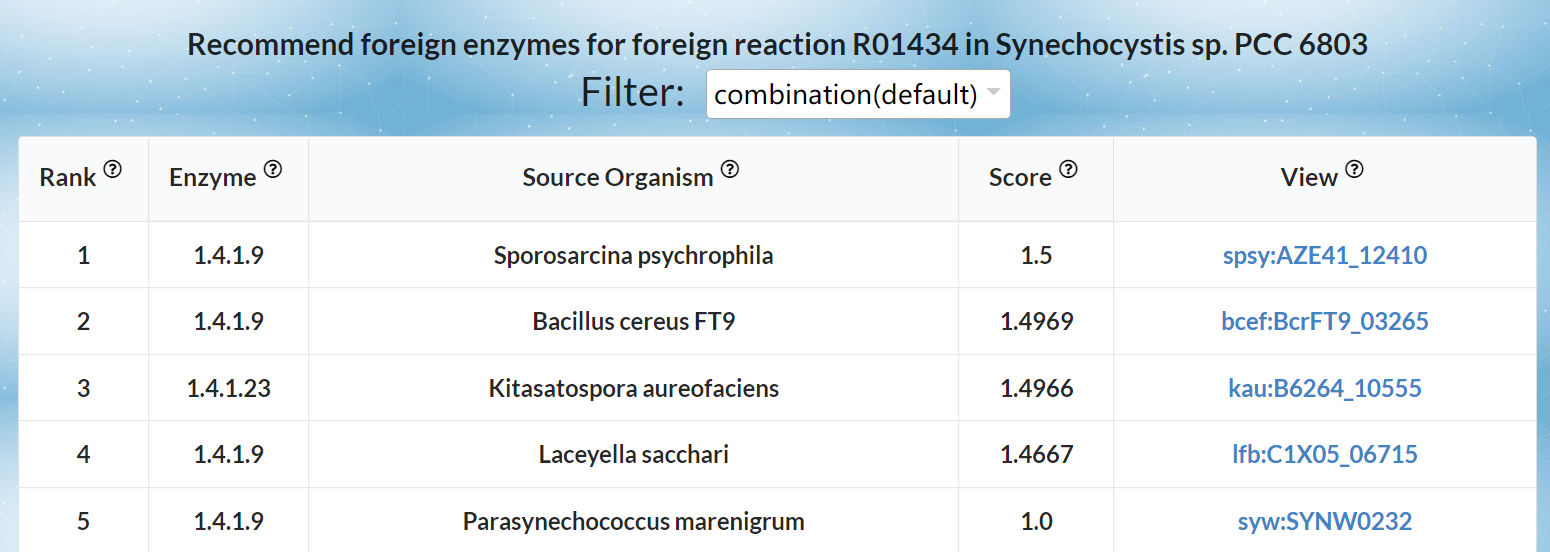 Recommend foreign enzymes for foreign reaction R01434 in Synechocystis sp. PCC 6803
Filter: combination(default)
Rank ? Enzyme ? Source Organism ? Score ? View ?
1 1.4.1.9 Sporosarcina psychrophila 1.5 spsy:AZE41_12410
2 1.4.1.9 Bacillus cereus FT9 1.4969 bcef:BcrFT9_03265
3 1.4.1.23 Kitasatospora aureofaciens 1.4966 kau:B6264_10555
4 1.4.1.9 Laceyella sacchari 1.4667 lfb:C1X05_06715
5 1.4.1.9 Parasynechococcus marenigrum 1.0 syw:SYNW0232